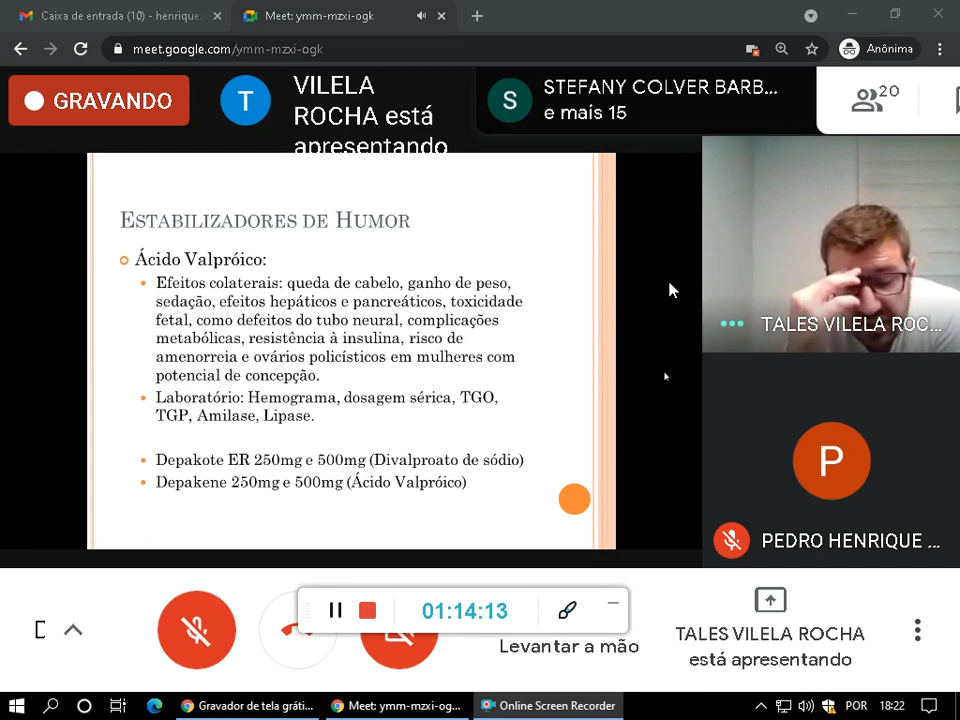 Caixa de entrada (10) - henrique.
Meet: ymm-mzxi-ogk
meet.google.com/ymm-mzxi-ogk
Anônima
GRAVANDO
T
VILELA
ROCHA está
apresentando
S
STEFANY COLVER BARB...
e mais 15
20
ESTABILIZADORES DE HUMOR
Ácido Valpróico:
Efeitos colaterais: queda de cabelo, ganho de peso,
sedação, efeitos hepáticos e pancreáticos, toxicidade
fetal, como defeitos do tubo neural, complicações
metabólicas, resistência à insulina, risco de
amenorreia e ovários policísticos em mulheres com
potencial de concepção.
Laboratório: Hemograma, dosagem sérica, TGO,
TGP, Amilase, Lipase.
Depakote ER 250mg e 500mg (Divalproato de sódio)
Depakene 250mg e 500mg (Ácido Valpróico)
TALES VILELA ROC...
P
PEDRO HENRIQUE ...
01:14:13
Levantar a mão
TALES VILELA ROCHA
está apresentando
Gravador de tela gráti...
Meet: ymm-mzxi-og...
Online Screen Recorder
POR
18:22